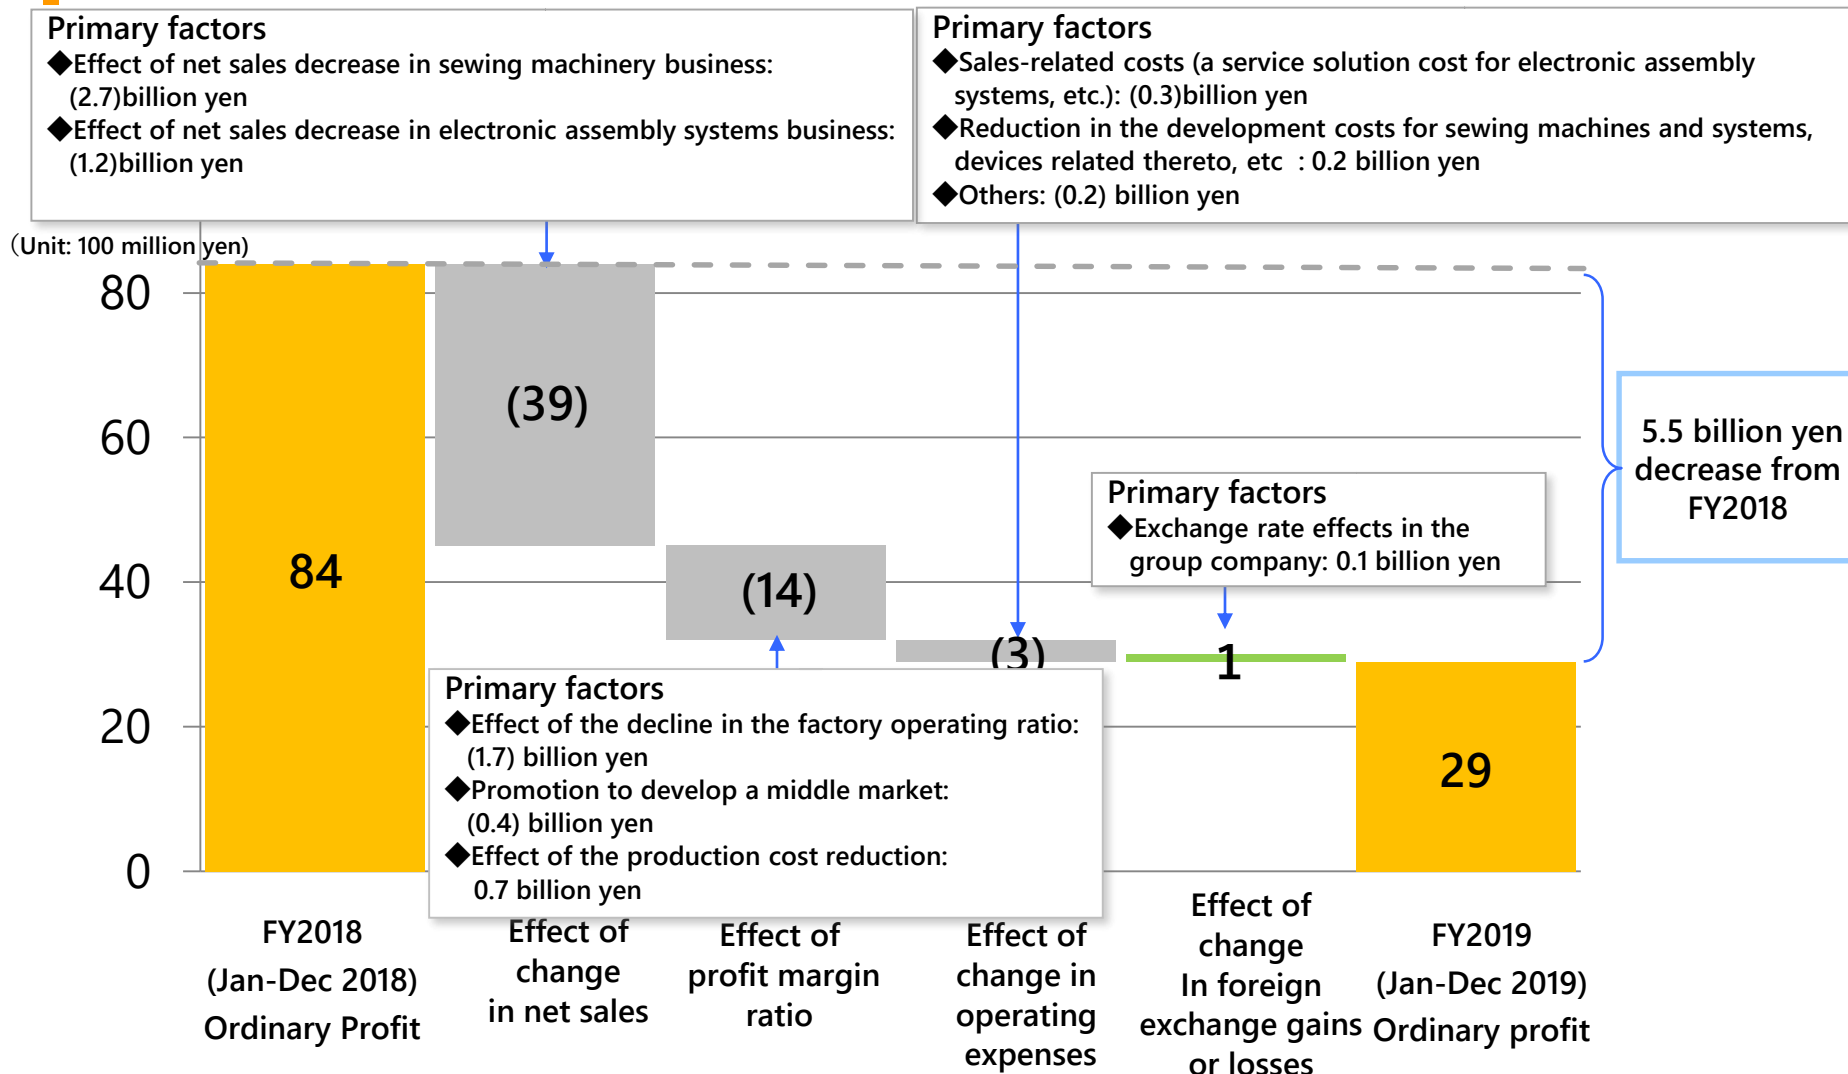 Primary factors
◆Effect of net sales decrease in sewing machinery business:
(2.7)billion yen
◆Effect of net sales decrease in electronic assembly systems business:
(1.2)billion yen
Primary factors
◆Sales-related costs (a service solution cost for electronic assembly
systems, etc.): (0.3)billion yen
◆Reduction in the development costs for sewing machines and systems,
devices related thereto, etc : 0.2 billion yen
◆Others: (0.2) billion yen
(Unit: 100 million yen)
80
60
40
20
0
84
(39)
(14)
(3)
1
29
5.5 billion yen
decrease from
FY2018
Primary factors
◆Exchange rate effects in the
group company: 0.1 billion yen
Primary factors
◆Effect of the decline in the factory operating ratio:
(1.7) billion yen
◆Promotion to develop a middle market:
(0.4) billion yen
◆Effect of the production cost reduction:
0.7 billion yen
FY2018
(Jan-Dec 2018)
Ordinary Profit
Effect of
change
in net sales
Effect of
profit margin
ratio
Effect of
change in
operating
expenses
Effect of
change
In foreign
exchange gains
or losses
FY2019
(Jan-Dec 2019)
Ordinary profit